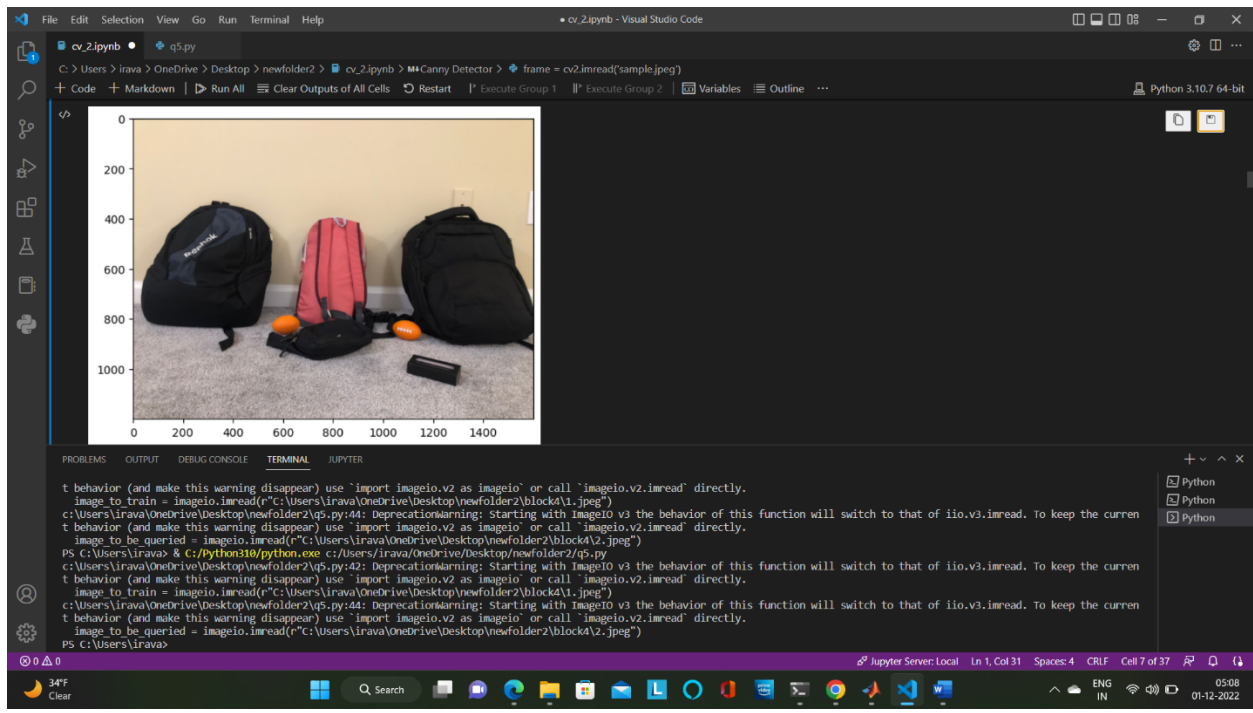 File Edit Selection View Go Run Terminal Help
● cv_2.ipynb - Visual Studio Code
cv_2.ipynb ●
q5.py
C: > Users > irava > OneDrive > Desktop > newfolder2 > cv_2.ipynb > M↓Canny Detector > frame = cv2.imread('sample.jpeg')
+ Code + Markdown | Run All Clear Outputs of All Cells Restart Execute Group 1 Execute Group 2 | Variables Outline ···
Python 3.10.7 64-bit
</>
0
200
400
600
800
1000
0 200 400 600 800 1000 1200 1400
Reebok
PROBLEMS OUTPUT DEBUG CONSOLE TERMINAL JUPYTER
t behavior (and make this warning disappear) use `import imageio.v2 as imageio` or call `imageio.v2.imread` directly.
image_to_train = imageio.imread(r"C:\Users\irava\OneDrive\Desktop\newfolder2\block4\1.jpeg")
c:\Users\irava\OneDrive\Desktop\newfolder2\q5.py:44: DeprecationWarning: Starting with ImageIO v3 the behavior of this function will switch to that of iio.v3.imread. To keep the curren
t behavior (and make this warning disappear) use `import imageio.v2 as imageio` or call `imageio.v2.imread` directly.
image_to_be_queried = imageio.imread(r"C:\Users\irava\OneDrive\Desktop\newfolder2\block4\2.jpeg")
PS C:\Users\irava> & C:/Python310/python.exe c:/Users/irava/OneDrive/Desktop/newfolder2/q5.py
c:\Users\irava\OneDrive\Desktop\newfolder2\q5.py:42: DeprecationWarning: Starting with ImageIO v3 the behavior of this function will switch to that of iio.v3.imread. To keep the curren
t behavior (and make this warning disappear) use `import imageio.v2 as imageio` or call `imageio.v2.imread` directly.
image_to_train = imageio.imread(r"C:\Users\irava\OneDrive\Desktop\newfolder2\block4\1.jpeg")
c:\Users\irava\OneDrive\Desktop\newfolder2\q5.py:44: DeprecationWarning: Starting with ImageIO v3 the behavior of this function will switch to that of iio.v3.imread. To keep the curren
t behavior (and make this warning disappear) use `import imageio.v2 as imageio` or call `imageio.v2.imread` directly.
image_to_be_queried = imageio.imread(r"C:\Users\irava\OneDrive\Desktop\newfolder2\block4\2.jpeg")
PS C:\Users\irava>
Python
Python
Python
0 0 Jupyter Server: Local Ln 1, Col 31 Spaces: 4 CRLF Cell 7 of 37
34°F
Clear
Search
ENG
IN
05:08
01-12-2022